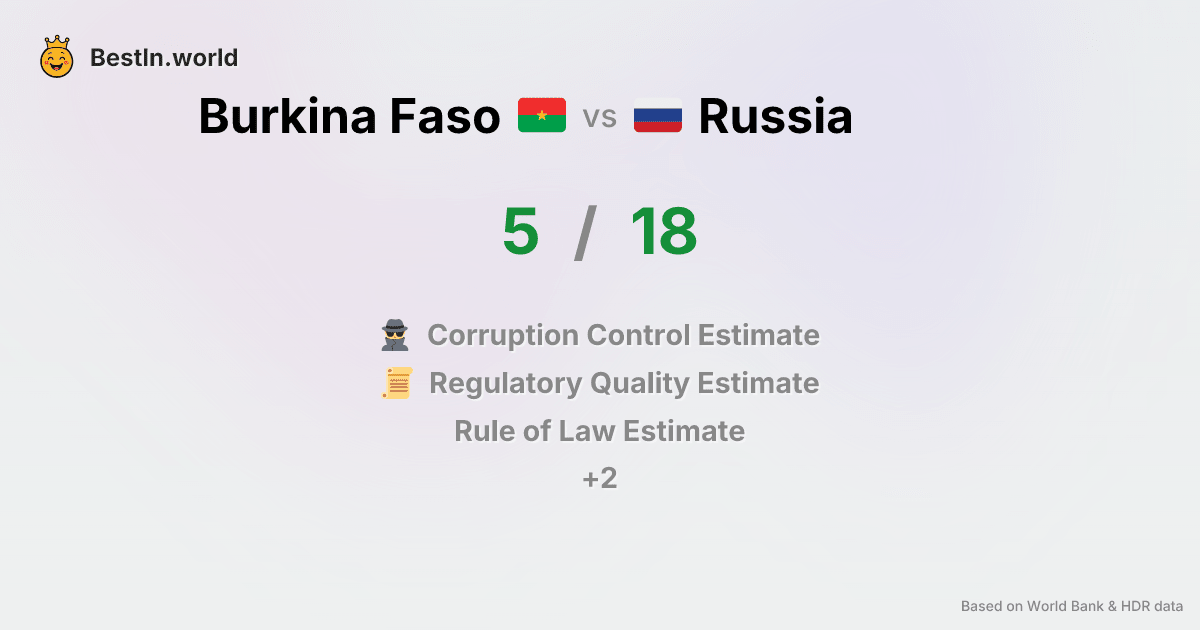 BestIn.world
Burkina Faso vs Russia
5 / 18
Corruption Control Estimate
Regulatory Quality Estimate
Rule of Law Estimate
+2
Based on World Bank & HDR data